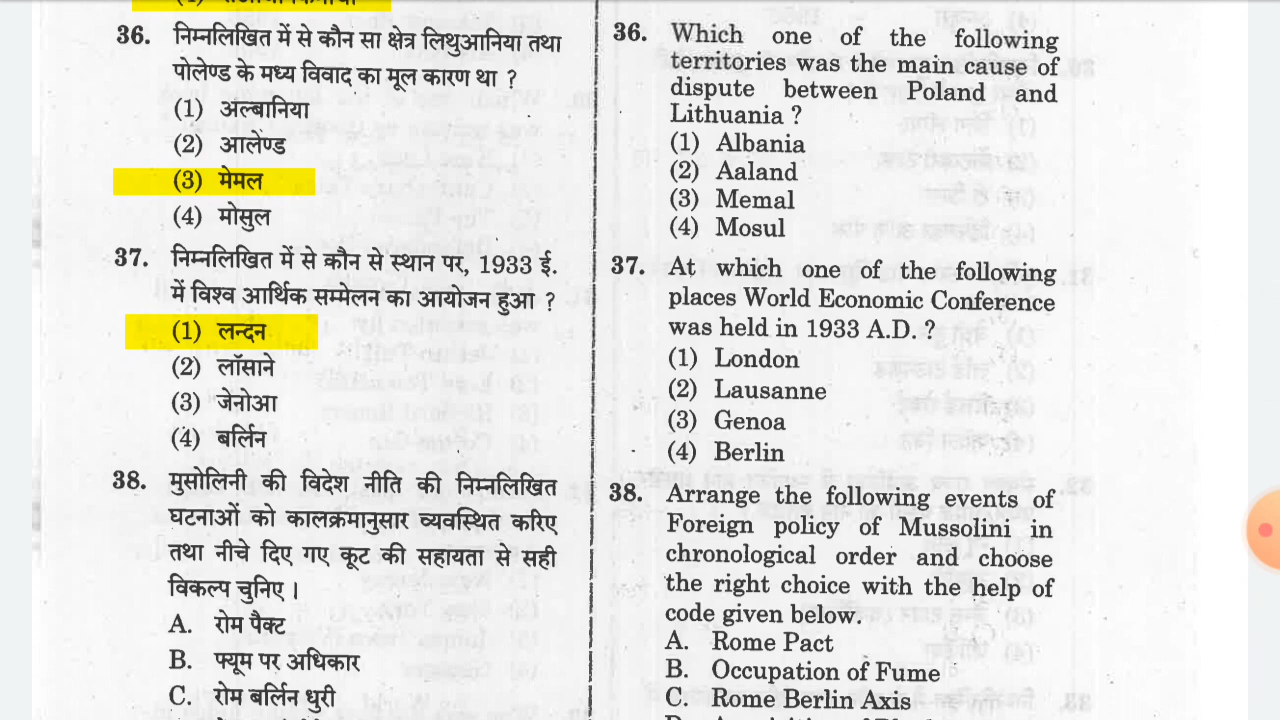 36. निम्नलिखित में से कौन सा क्षेत्र लिथुआनिया तथा
पोलेण्ड के मध्य विवाद का मूल कारण था ?
(1) अल्बानिया
(2) आलेण्ड
(3) मेमल
(4) मोसुल
37. निम्नलिखित में से कौन से स्थान पर, 1933 ई.
में विश्व आर्थिक सम्मेलन का आयोजन हुआ ?
(1) लन्दन
(2) लॉसाने
(3) जेनोआ
(4) बर्लिन
38. मुसोलिनी की विदेश नीति की निम्नलिखित
घटनाओं को कालक्रमानुसार व्यवस्थित करिए
तथा नीचे दिए गए कूट की सहायता से सही
विकल्प चुनिए ।
A. रोम पैक्ट
B. फ्यूम पर अधिकार
C. रोम बर्लिन धुरी
36. Which one of the following
territories was the main cause of
dispute between Poland and
Lithuania ?
(1) Albania
(2) Aaland
(3) Memal
(4) Mosul
37. At which one of the following
places World Economic Conference
was held in 1933 A.D. ?
(1) London
(2) Lausanne
(3) Genoa
(4) Berlin
38. Arrange the following events of
Foreign policy of Mussolini in
chronological order and choose
the right choice with the help of
code given below.
A. Rome Pact
B. Occupation of Fume
C. Rome Berlin Axis